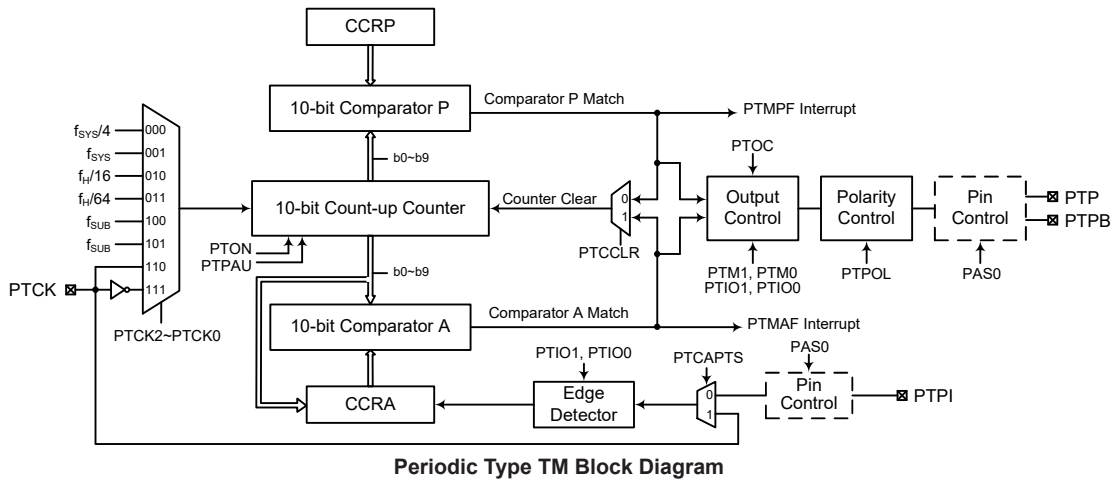 CCRP
10-bit Comparator P
Comparator P Match
PTMPF Interrupt
b0~b9
fSYS/4
000
fSYS
001
fH/16
010
fH/64
011
fSUB
100
fSUB
101
110
111
PTCK
PTCK2~PTCK0
10-bit Count-up Counter
PTON
PTPAU
Counter Clear
0
1
PTCCLR
PTOC
Output
Control
PTM1, PTM0
PTIO1, PTIO0
Polarity
Control
PTPOL
Pin
Control
PAS0
PTP
PTPB
b0~b9
10-bit Comparator A
Comparator A Match
PTMAF Interrupt
CCRA
PTIO1, PTIO0
Edge
Detector
PTCAPTS
0
1
PAS0
Pin
Control
PTPI
Periodic Type TM Block Diagram